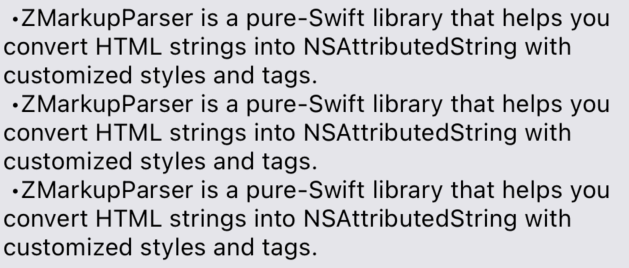 •ZMarkupParser is a pure-Swift library that helps you
convert HTML strings into NSAttributedString with
customized styles and tags.
•ZMarkupParser is a pure-Swift library that helps you
convert HTML strings into NSAttributedString with
customized styles and tags.
•ZMarkupParser is a pure-Swift library that helps you
convert HTML strings into NSAttributedString with
customized styles and tags.